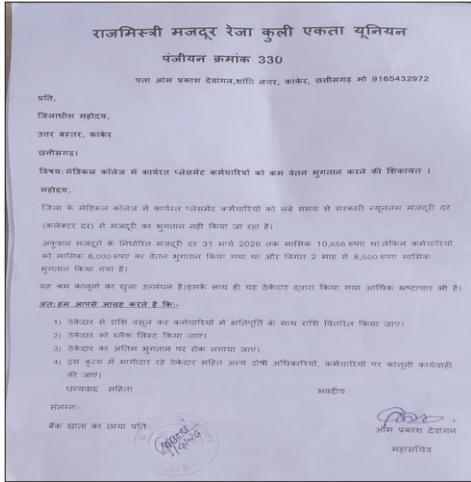 राजमिस्त्री मजदूर रेजा कुली एकता यूनियन
पंजीयन क्रमांक 330
पता ओम प्रकाश देवांगन,शांति नगर, कांकेर, छत्तीसगढ़ मो 9165432972
प्रति,
जिलाधीश महोदय,
उत्तर बस्तर, कांकेर
छत्तीसगढ़।
विषय: मेडिकल कॉलेज में कार्यरत प्लेसमेंट कर्मचारियों को कम वेतन भुगतान करने की शिकायत ।
महोदय,
जिला के मेडिकल कॉलेज में कार्यरत प्लेसमेंट कर्मचारियों को लंबे समय से सरकारी न्यूनतम मजदूरी दर
(कलेक्टर दर) से मजदूरी का भुगतान नही किया जा रहा है।
अकुशल मजदूरों के निर्धारित मजदूरी दर 31 मार्च 2026 तक मासिक 10,656 रुपए था लेकिन कर्मचारियों
को मासिक 8,000 रुपए का वेतन भुगतान किया गया था और विगत 2 माह से 8,500 रुपए मासिक
भुगतान किया गया है।
यह श्रम कानूनों का खुला उल्लंघन है।इसके साथ ही यह ठेकेदार द्वारा किया गया आर्थिक भ्रष्टाचार भी है।
अत: हम आपसे आग्रह करते है कि:-
1) ठेकेदार से राशि वसूल कर कर्मचारियों में क्षतिपूर्ति के साथ राशि वितरित किया जाए।
2) ठेकेदार को ब्लैक लिस्ट किया जाए।
3) ठेकेदार का अंतिम भुगतान पर रोक लगाया जाए।
4) इस कृत्य में भागीदार रहे ठेकेदार सहित अन्य दोषी अधिकारियों, कर्मचारियों पर कानूनी कार्यवाही
की जाए।
धन्यवाद सहित। भवदीय
संलग्न:-
बैंक खाता का छाया प्रति
ओम प्रकाश देवांगन
महासचिव